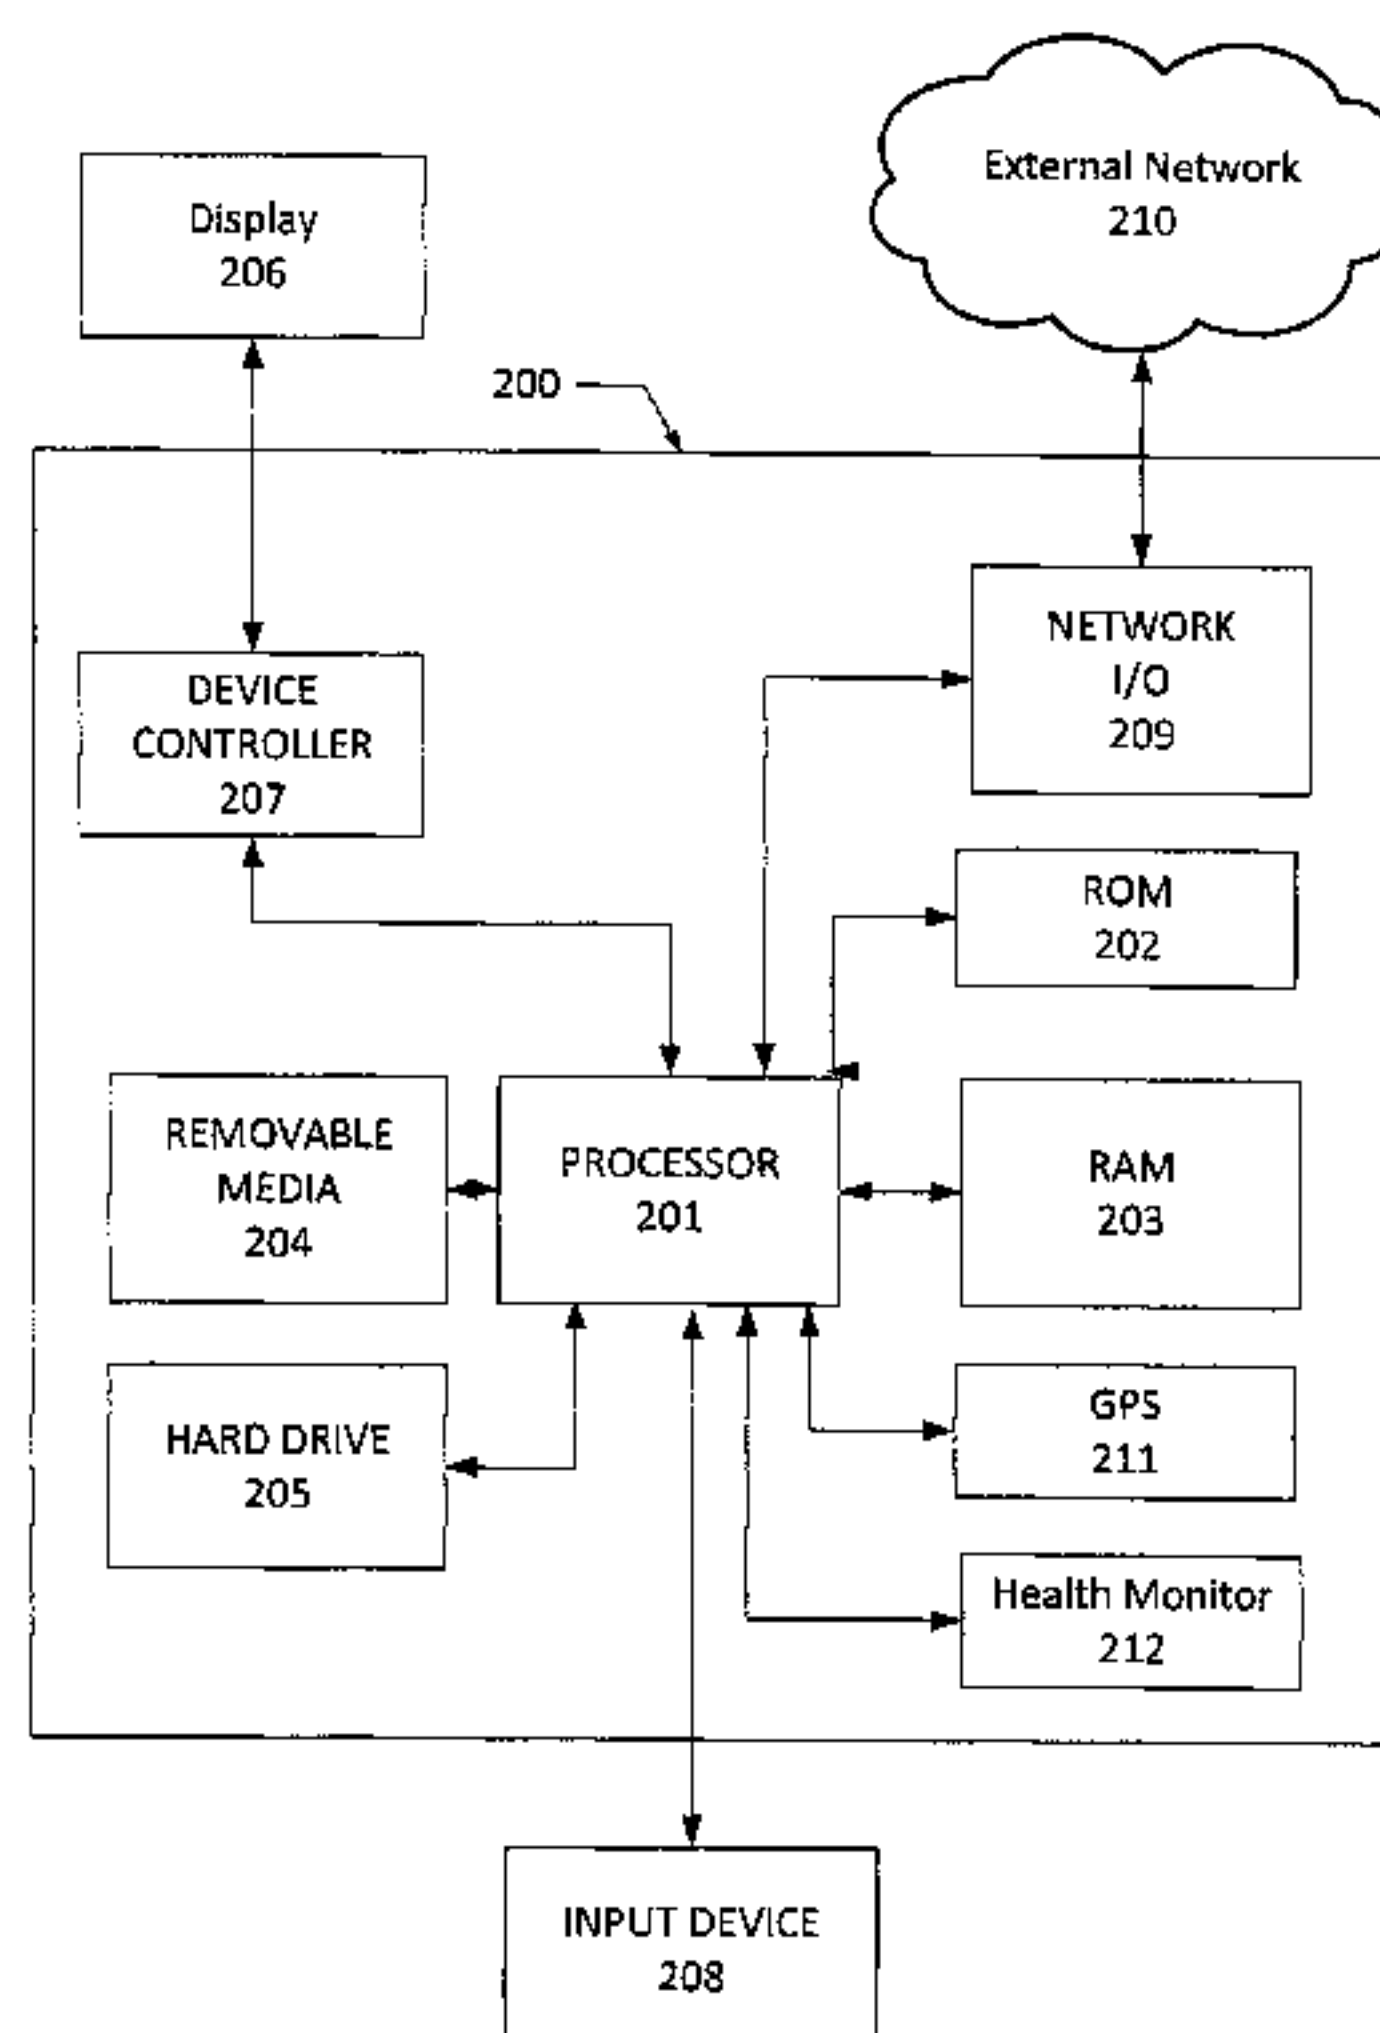 External Network
210
Display
206
200
NETWORK
I/O
209
DEVICE
CONTROLLER
207
ROM
202
REMOVABLE
MEDIA
204
PROCESSOR
201
RAM
203
HARD DRIVE
205
GPS
211
Health Monitor
212
INPUT DEVICE
208